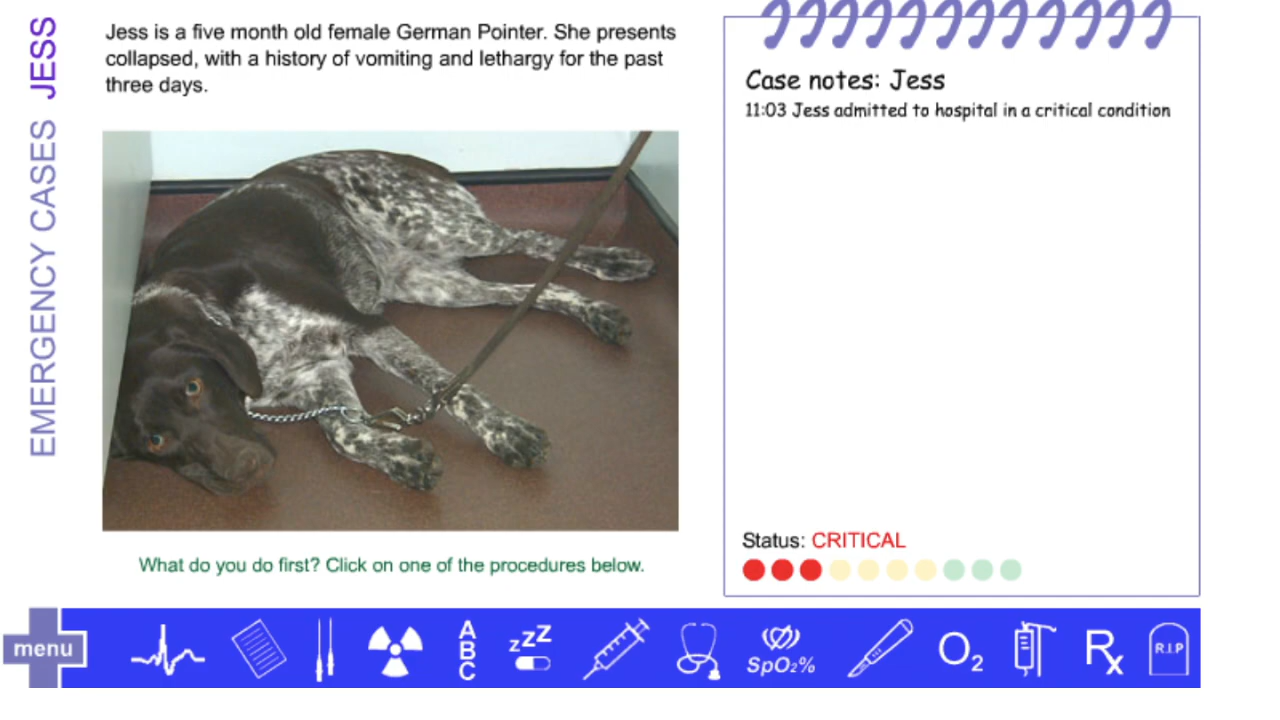 EMERGENCY CASES JESS
Jess is a five month old female German Pointer. She presents
collapsed, with a history of vomiting and lethargy for the past
three days.
What do you do first? Click on one of the procedures below.
Case notes: Jess
11:03 Jess admitted to hospital in a critical condition
Status: CRITICAL
menu
A
B
C
zzZ
SpO2%
O2
Rx
R.I.P